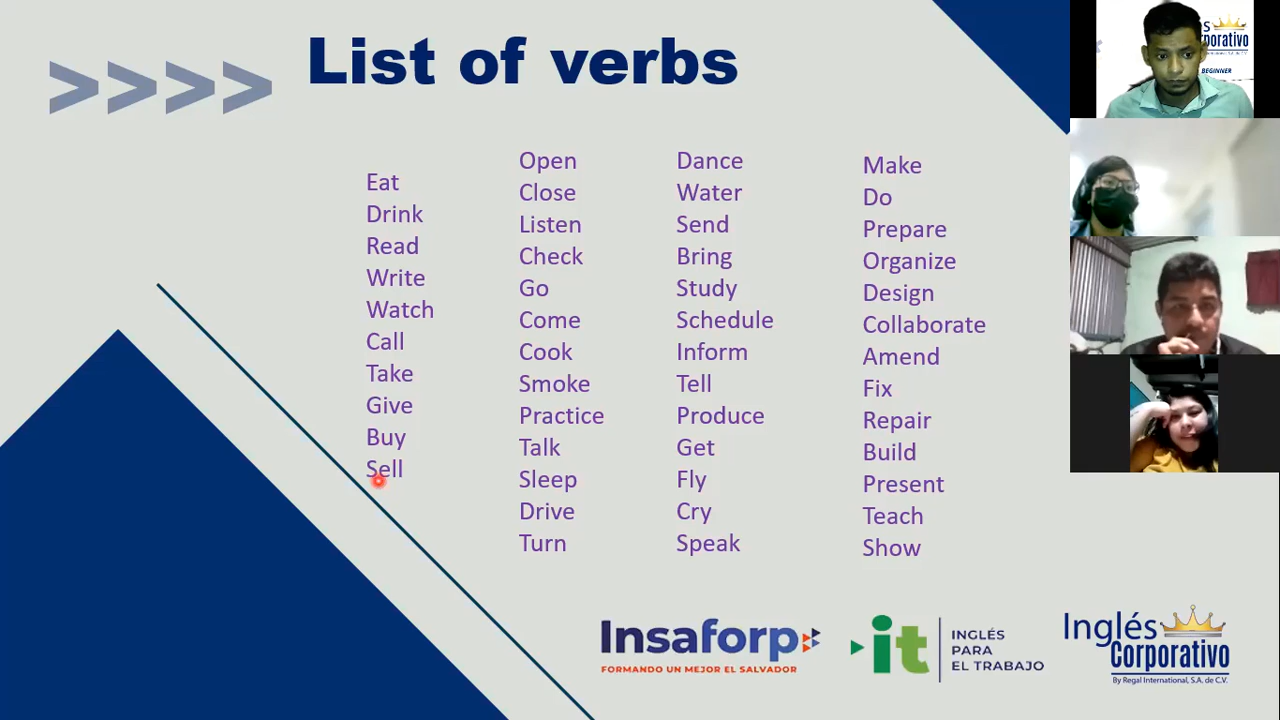 >>>> List of verbs
Eat
Drink
Read
Write
Watch
Call
Take
Give
Buy
Sell
Open
Close
Listen
Check
Go
Come
Cook
Smoke
Practice
Talk
Sleep
Drive
Turn
Dance
Water
Send
Bring
Study
Schedule
Inform
Tell
Produce
Get
Fly
Cry
Speak
Make
Do
Prepare
Organize
Design
Collaborate
Amend
Fix
Repair
Build
Present
Teach
Show
Insaforp
FORMANDO UN MEJOR EL SALVADOR
it
INGLÉS
PARA
EL TRABAJO
Inglés
Corporativo
By Regal International, S.A. de C.V.
BEGINNER